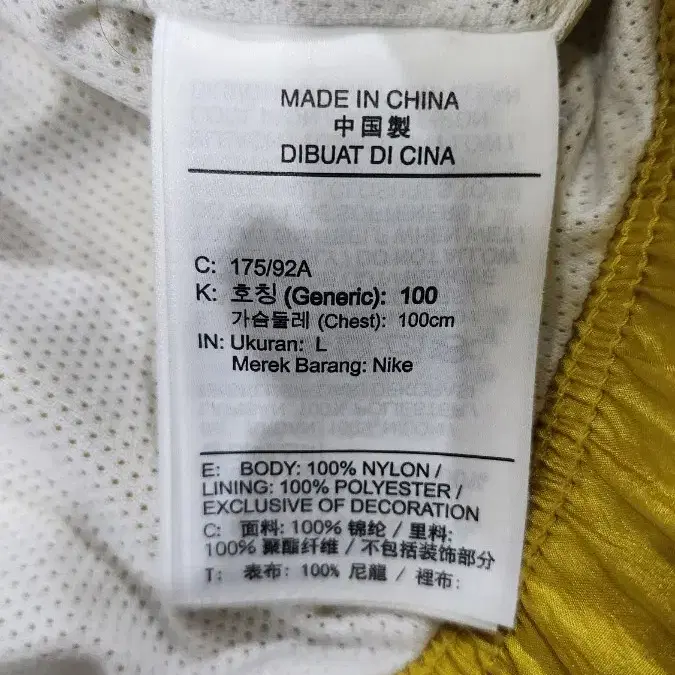 MADE IN CHINA
中国製
DIBUAT DI CINA
C: 175/92A
K: 호칭 (Generic): 100
가슴둘레 (Chest): 100cm
IN: Ukuran: L
Merek Barang: Nike
E: BODY: 100% NYLON /
LINING: 100% POLYESTER /
EXCLUSIVE OF DECORATION
C: 面料: 100% 锦纶 / 里料:
100% 聚酯纤维 / 不包括装饰部分
T: 表布: 100% 尼龍 / 裡布: